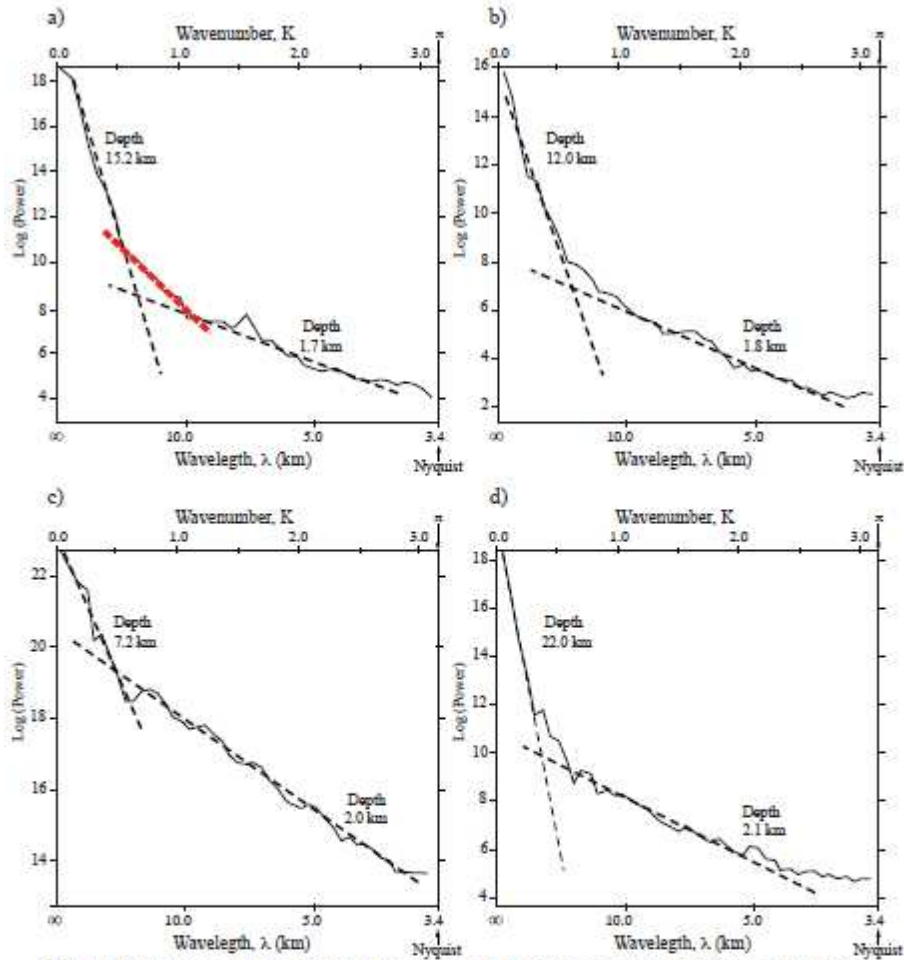 a)
Wavenumber, K
0.0 1.0 2.0 3.0 π
18
16
14
12
10
8
6
4
Log (Power)
Depth
15.2 km
Depth
1.7 km
∞ 10.0 5.0 3.4
Wavelegth, λ (km)
Nyquist
b)
Wavenumber, K
0.0 1.0 2.0 3.0 π
16
14
12
10
8
6
4
2
Log (Power)
Depth
12.0 km
Depth
1.8 km
∞ 10.0 5.0 3.4
Wavelegth, λ (km)
Nyquist
c)
Wavenumber, K
0.0 1.0 2.0 3.0 π
22
20
18
16
14
Log (Power)
Depth
7.2 km
Depth
2.0 km
∞ 10.0 5.0 3.4
Wavelegth, λ (km)
Nyquist
d)
Wavenumber, K
0.0 1.0 2.0 3.0 π
18
16
14
12
10
8
6
4
Log (Power)
Depth
22.0 km
Depth
2.1 km
∞ 10.0 5.0 3.4
Wavelegth, λ (km)
Nyquist